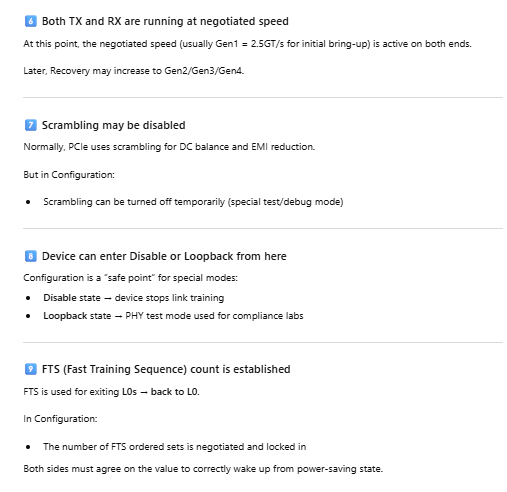 6 Both TX and RX are running at negotiated speed
At this point, the negotiated speed (usually Gen1 = 2.5GT/s for initial bring-up) is active on both ends.
Later, Recovery may increase to Gen2/Gen3/Gen4.
7 Scrambling may be disabled
Normally, PCIe uses scrambling for DC balance and EMI reduction.
But in Configuration:
• Scrambling can be turned off temporarily (special test/debug mode)
8 Device can enter Disable or Loopback from here
Configuration is a "safe point" for special modes:
• Disable state → device stops link training
• Loopback state → PHY test mode used for compliance labs
9 FTS (Fast Training Sequence) count is established
FTS is used for exiting L0s → back to L0.
In Configuration:
• The number of FTS ordered sets is negotiated and locked in
Both sides must agree on the value to correctly wake up from power-saving state.